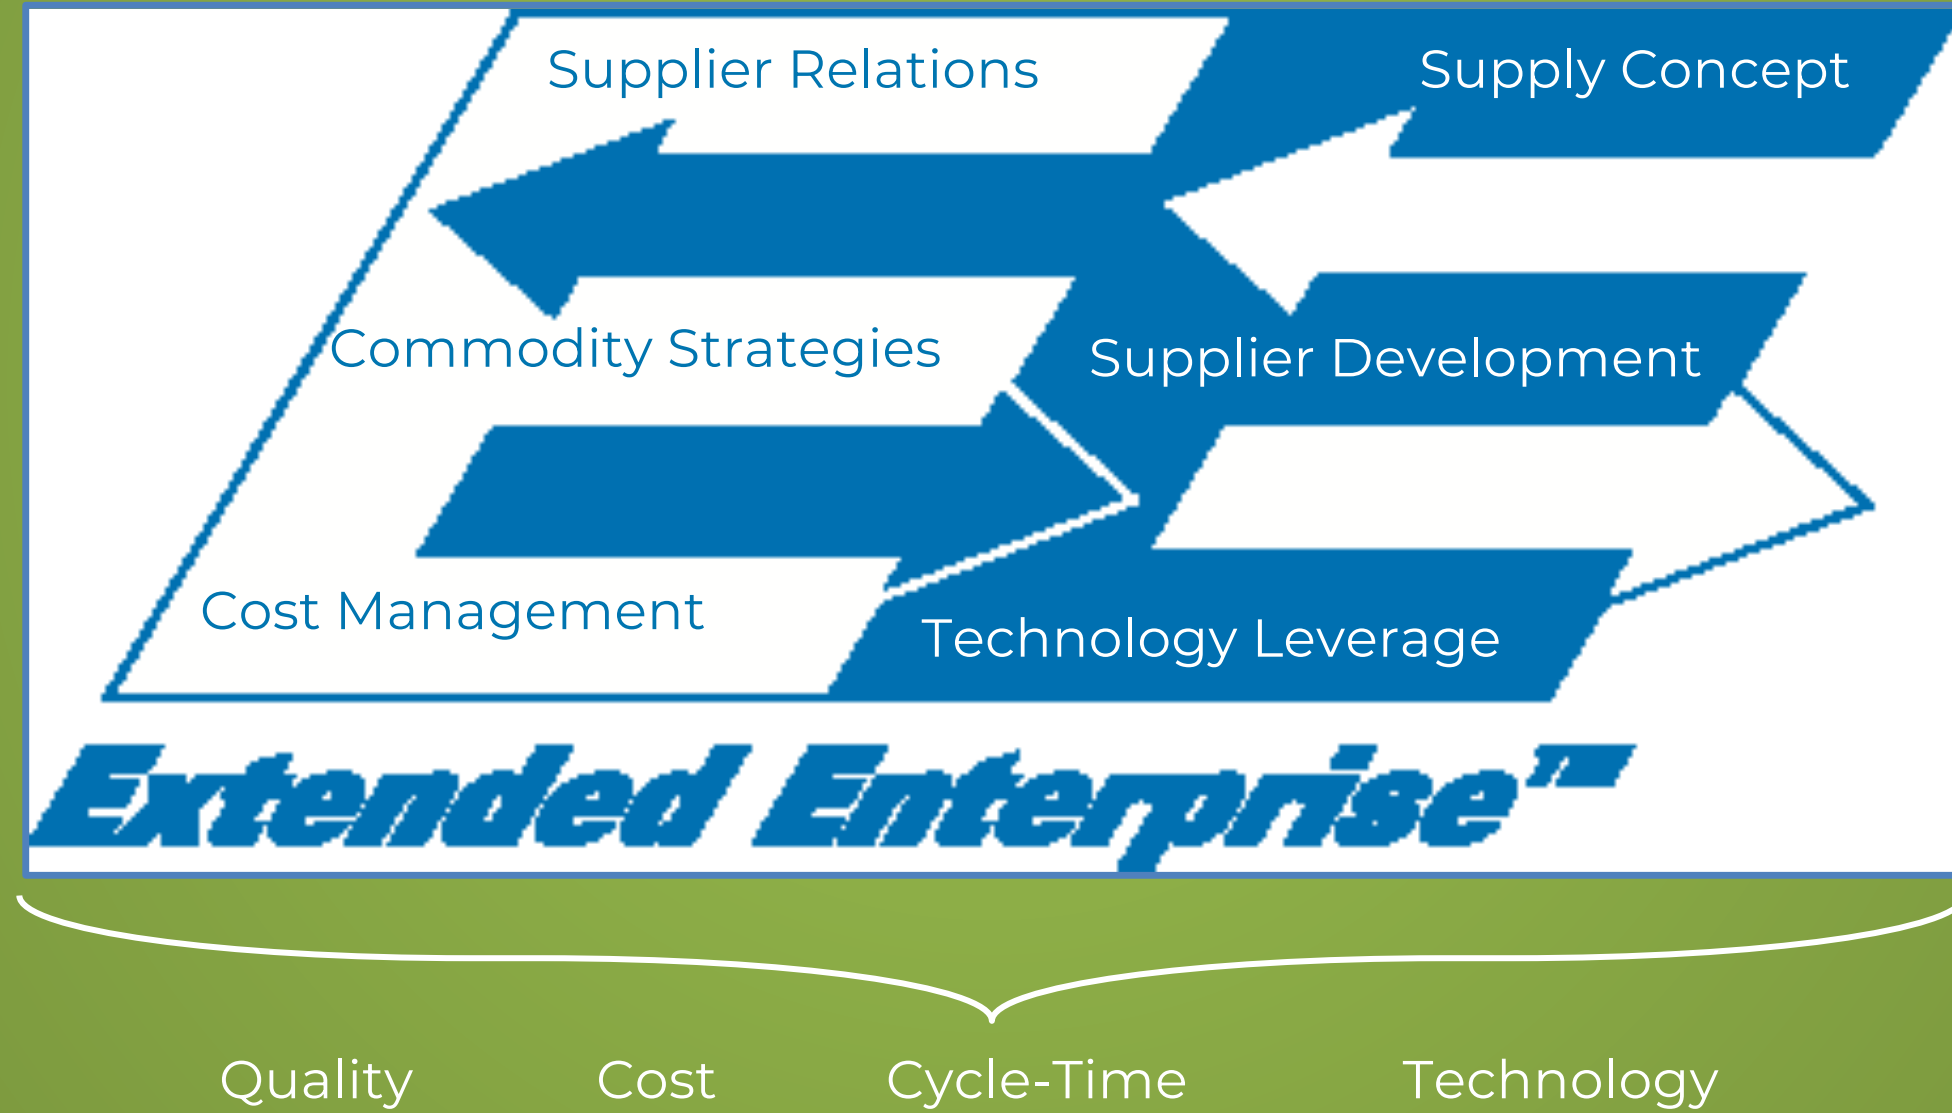 Supplier Relations
Supply Concept
Commodity Strategies
Supplier Development
Cost Management
Technology Leverage
Extended Enterprise™
Quality Cost Cycle-Time Technology